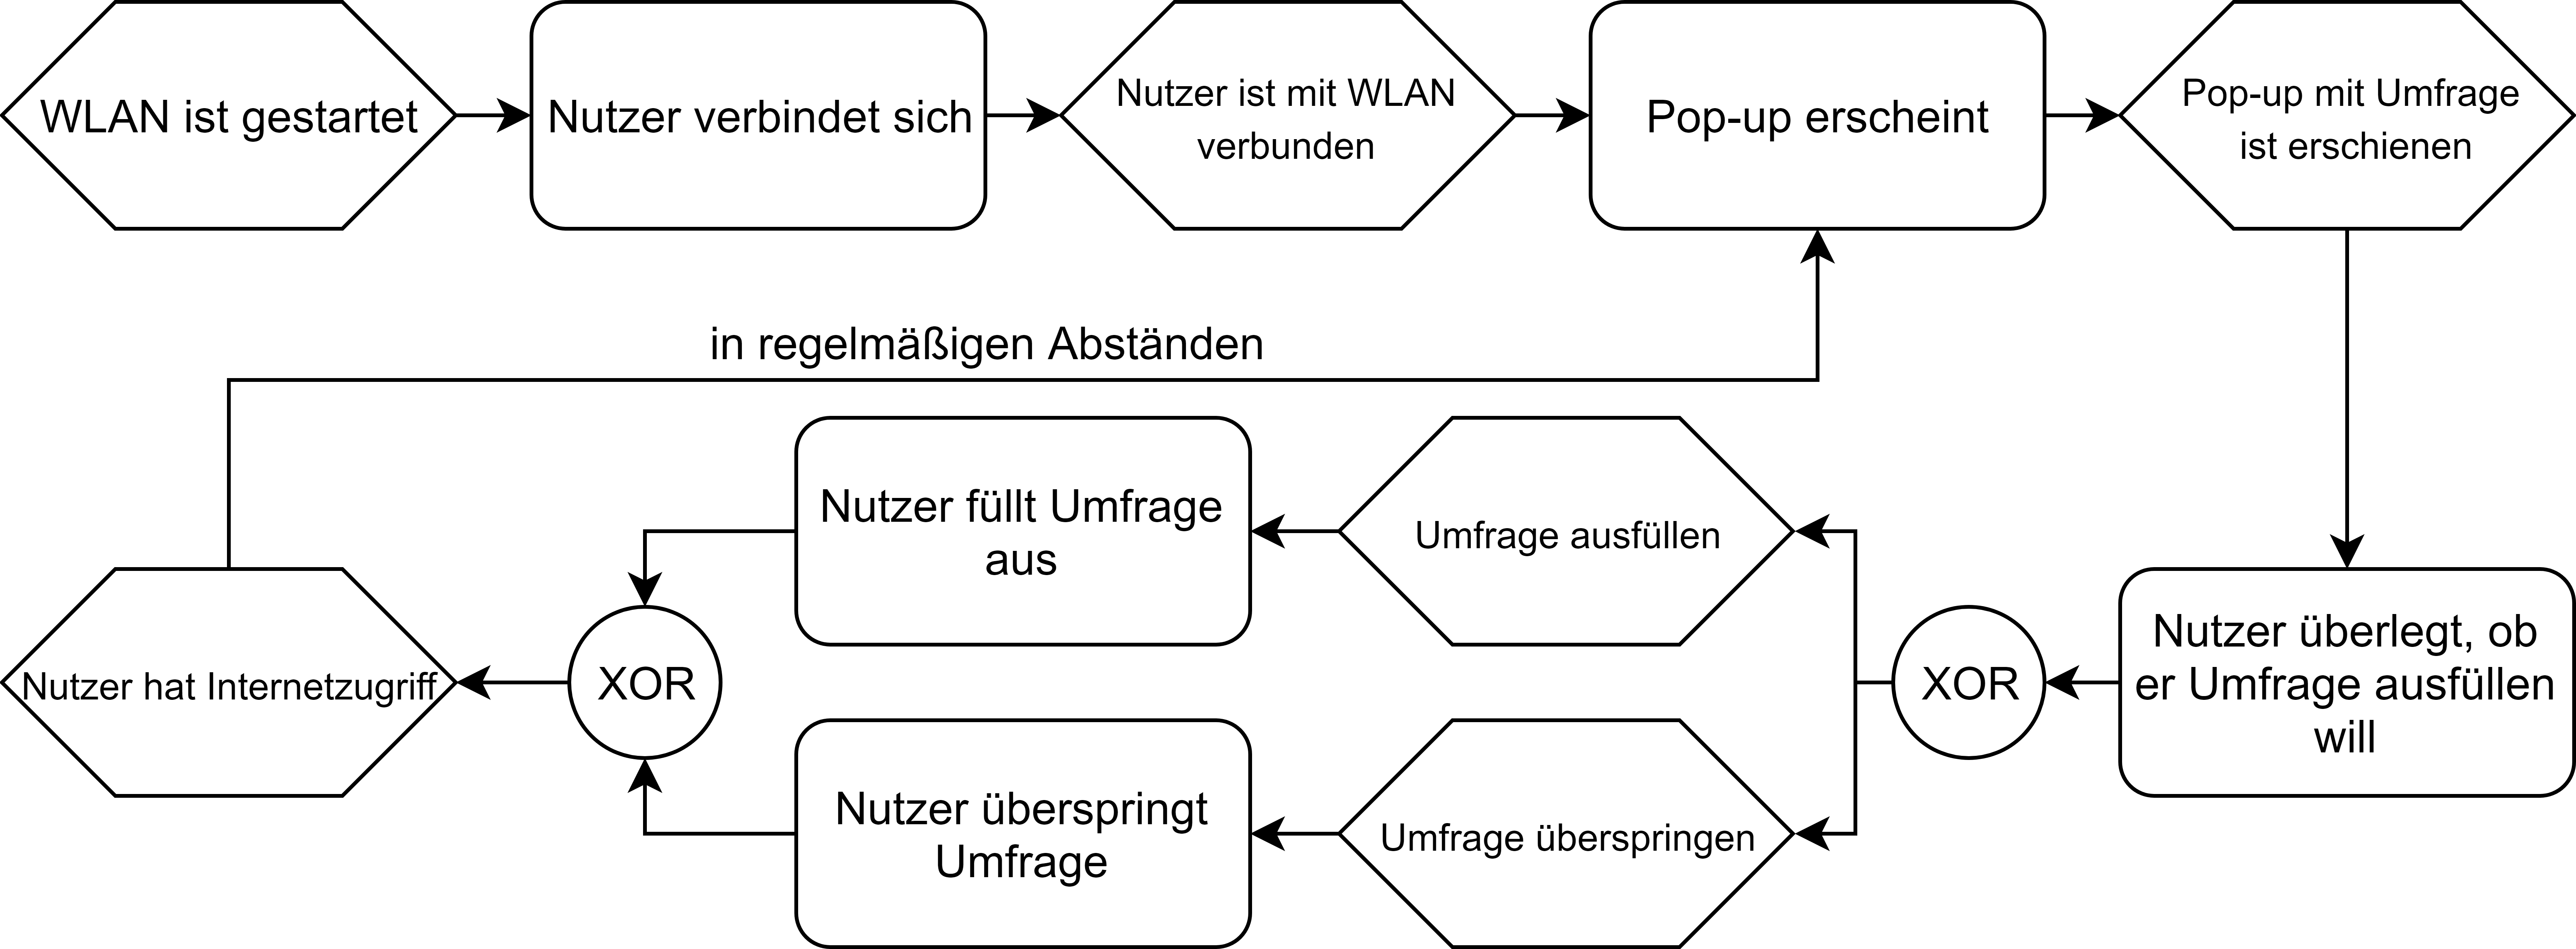 WLAN ist gestartet
Nutzer verbindet sich
Nutzer ist mit WLAN
verbunden
Pop-up erscheint
Pop-up mit Umfrage
ist erschienen
in regelmäßigen Abständen
Nutzer überlegt, ob
er Umfrage ausfüllen
will
XOR
Umfrage ausfüllen
Nutzer füllt Umfrage
aus
Umfrage überspringen
Nutzer überspringt
Umfrage
XOR
Nutzer hat Internetzugriff